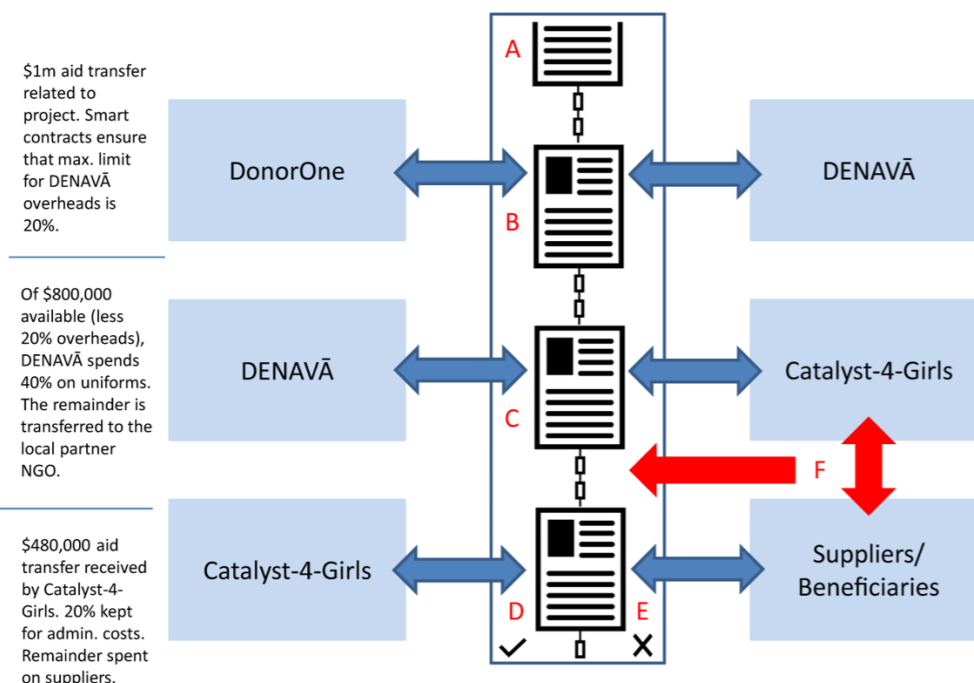 $1m aid transfer
related to
project. Smart
contracts ensure
that max. limit
for DENAVĀ
overheads is
20%.
DonorOne
A
B
DENAVĀ
Of $800,000
available (less
20% overheads),
DENAVĀ spends
40% on uniforms.
The remainder is
transferred to the
local partner
NGO.
DENAVĀ
C
Catalyst-4-Girls
F
$480,000 aid
transfer received
by Catalyst-4-
Girls. 20% kept
for admin. costs.
Remainder spent
on suppliers.
Catalyst-4-Girls
D
E
Suppliers/
Beneficiaries